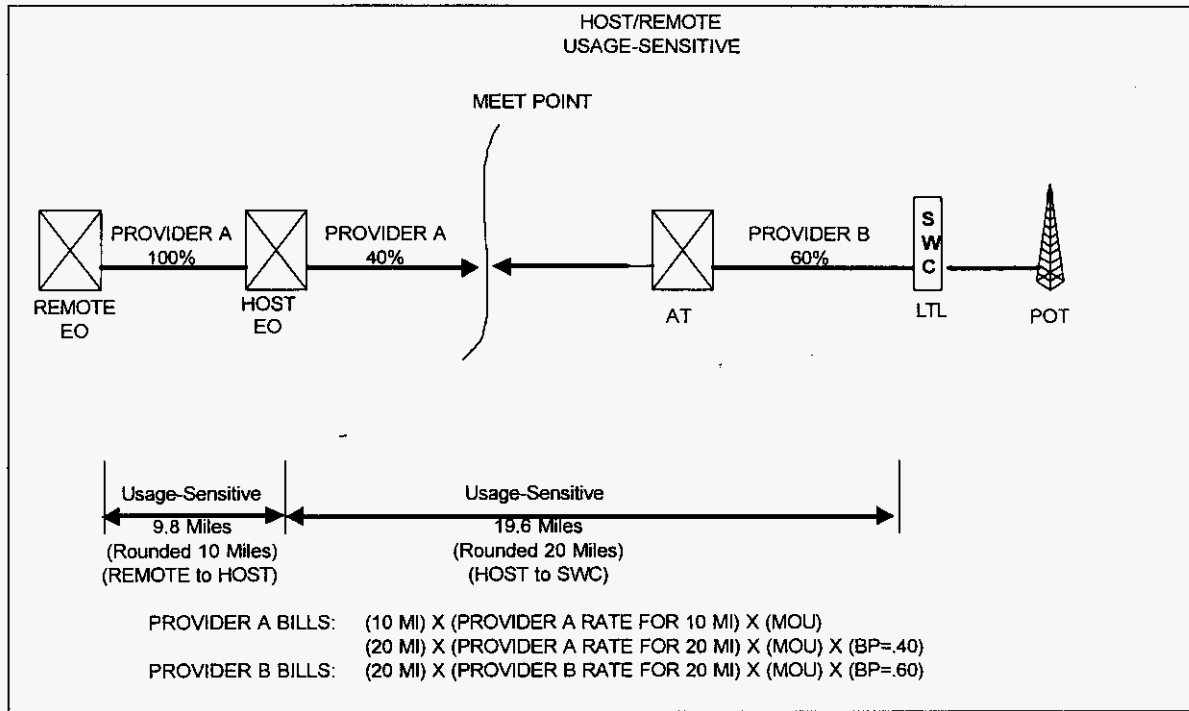 HOST/REMOTE
USAGE-SENSITIVE
MEET POINT
PROVIDER A
100%
PROVIDER A
40%
PROVIDER B
60%
SWC
REMOTE
EO
HOST
EO
AT
LTL
POT
Usage-Sensitive
9.8 Miles
(Rounded 10 Miles)
(REMOTE to HOST)
Usage-Sensitive
19.6 Miles
(Rounded 20 Miles)
(HOST to SWC)
PROVIDER A BILLS: (10 MI) X (PROVIDER A RATE FOR 10 MI) X (MOU)
(20 MI) X (PROVIDER A RATE FOR 20 MI) X (MOU) X (BP=.40)
PROVIDER B BILLS: (20 MI) X (PROVIDER B RATE FOR 20 MI) X (MOU) X (BP=.60)